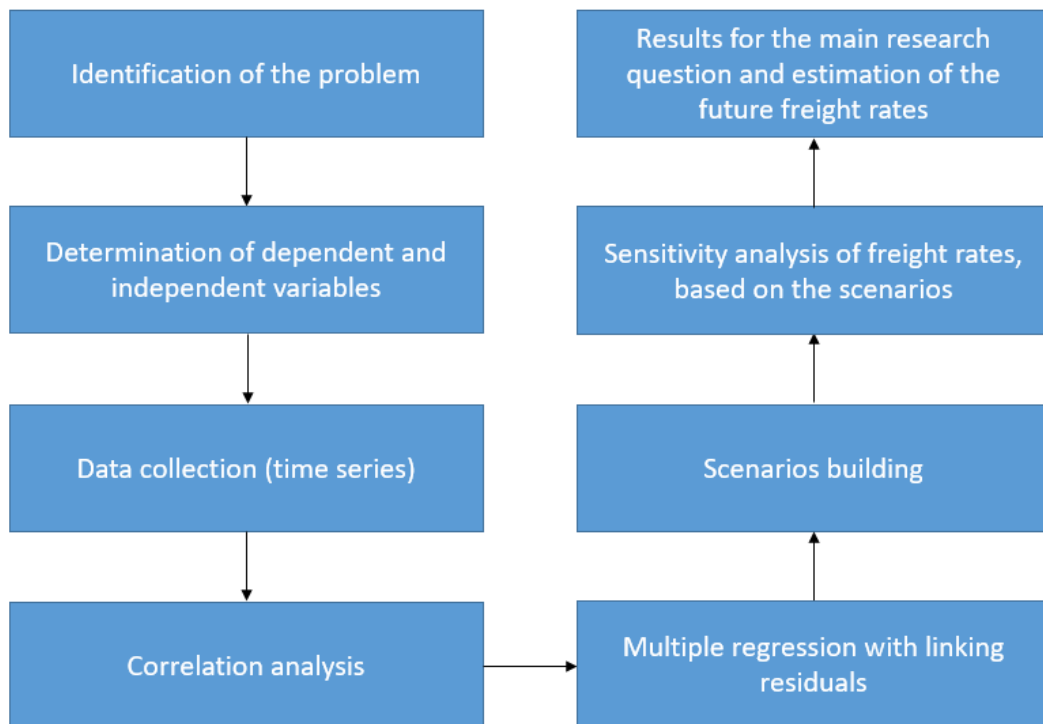 Identification of the problem
Determination of dependent and
independent variables
Data collection (time series)
Correlation analysis
Multiple regression with linking
residuals
Scenarios building
Sensitivity analysis of freight rates,
based on the scenarios
Results for the main research
question and estimation of the
future freight rates